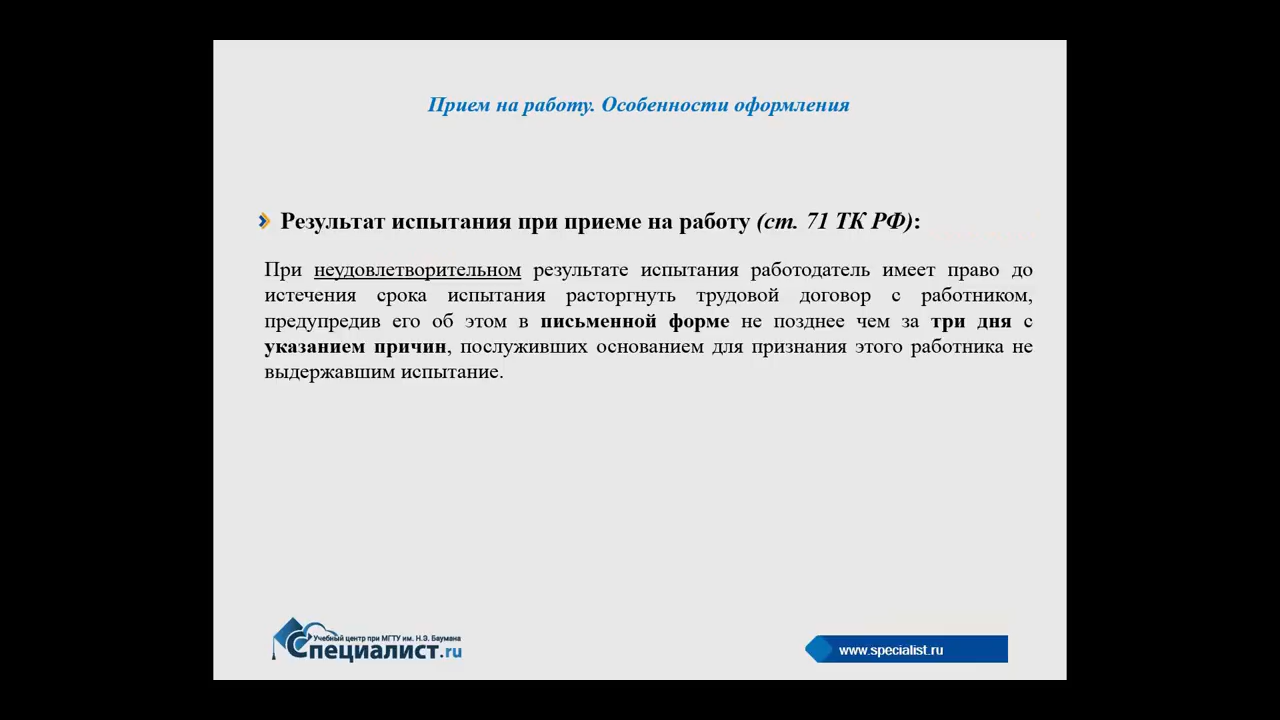 Прием на работу. Особенности оформления
Результат испытания при приеме на работу (ст. 71 ТК РФ):
При неудовлетворительном результате испытания работодатель имеет право до
истечения срока испытания расторгнуть трудовой договор с работником,
предупредив его об этом в письменной форме не позднее чем за три дня с
указанием причин, послуживших основанием для признания этого работника не
выдержавшим испытание.
Учебный центр при МГТУ им. Н.Э. Баумана
Специалист.ru
www.specialist.ru